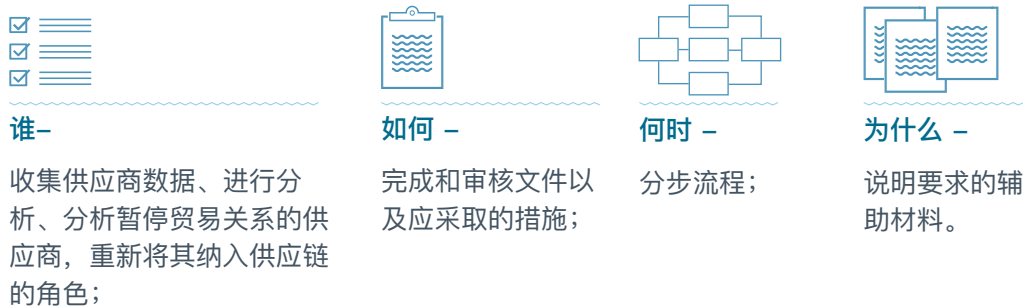 谁–
收集供应商数据、进行分
析、分析暂停贸易关系的供
应商，重新将其纳入供应链
的角色；
如何 –
完成和审核文件以
及应采取的措施；
何时 –
分步流程；
为什么 –
说明要求的辅
助材料。